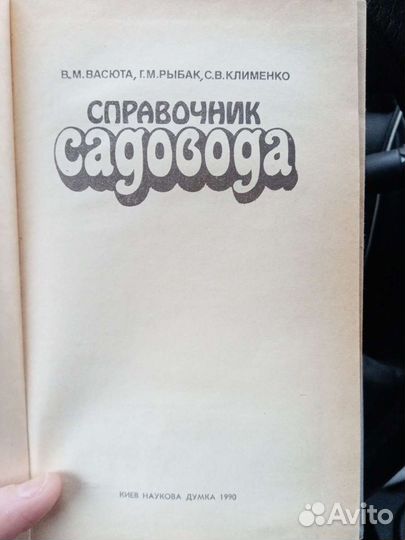 В.М.ВАСЮТА, Г.М.РЫБАК, С.В.КЛИМЕНКО
СПРАВОЧНИК
садовода
КИЕВ НАУКОВА ДУМКА 1990
Avito